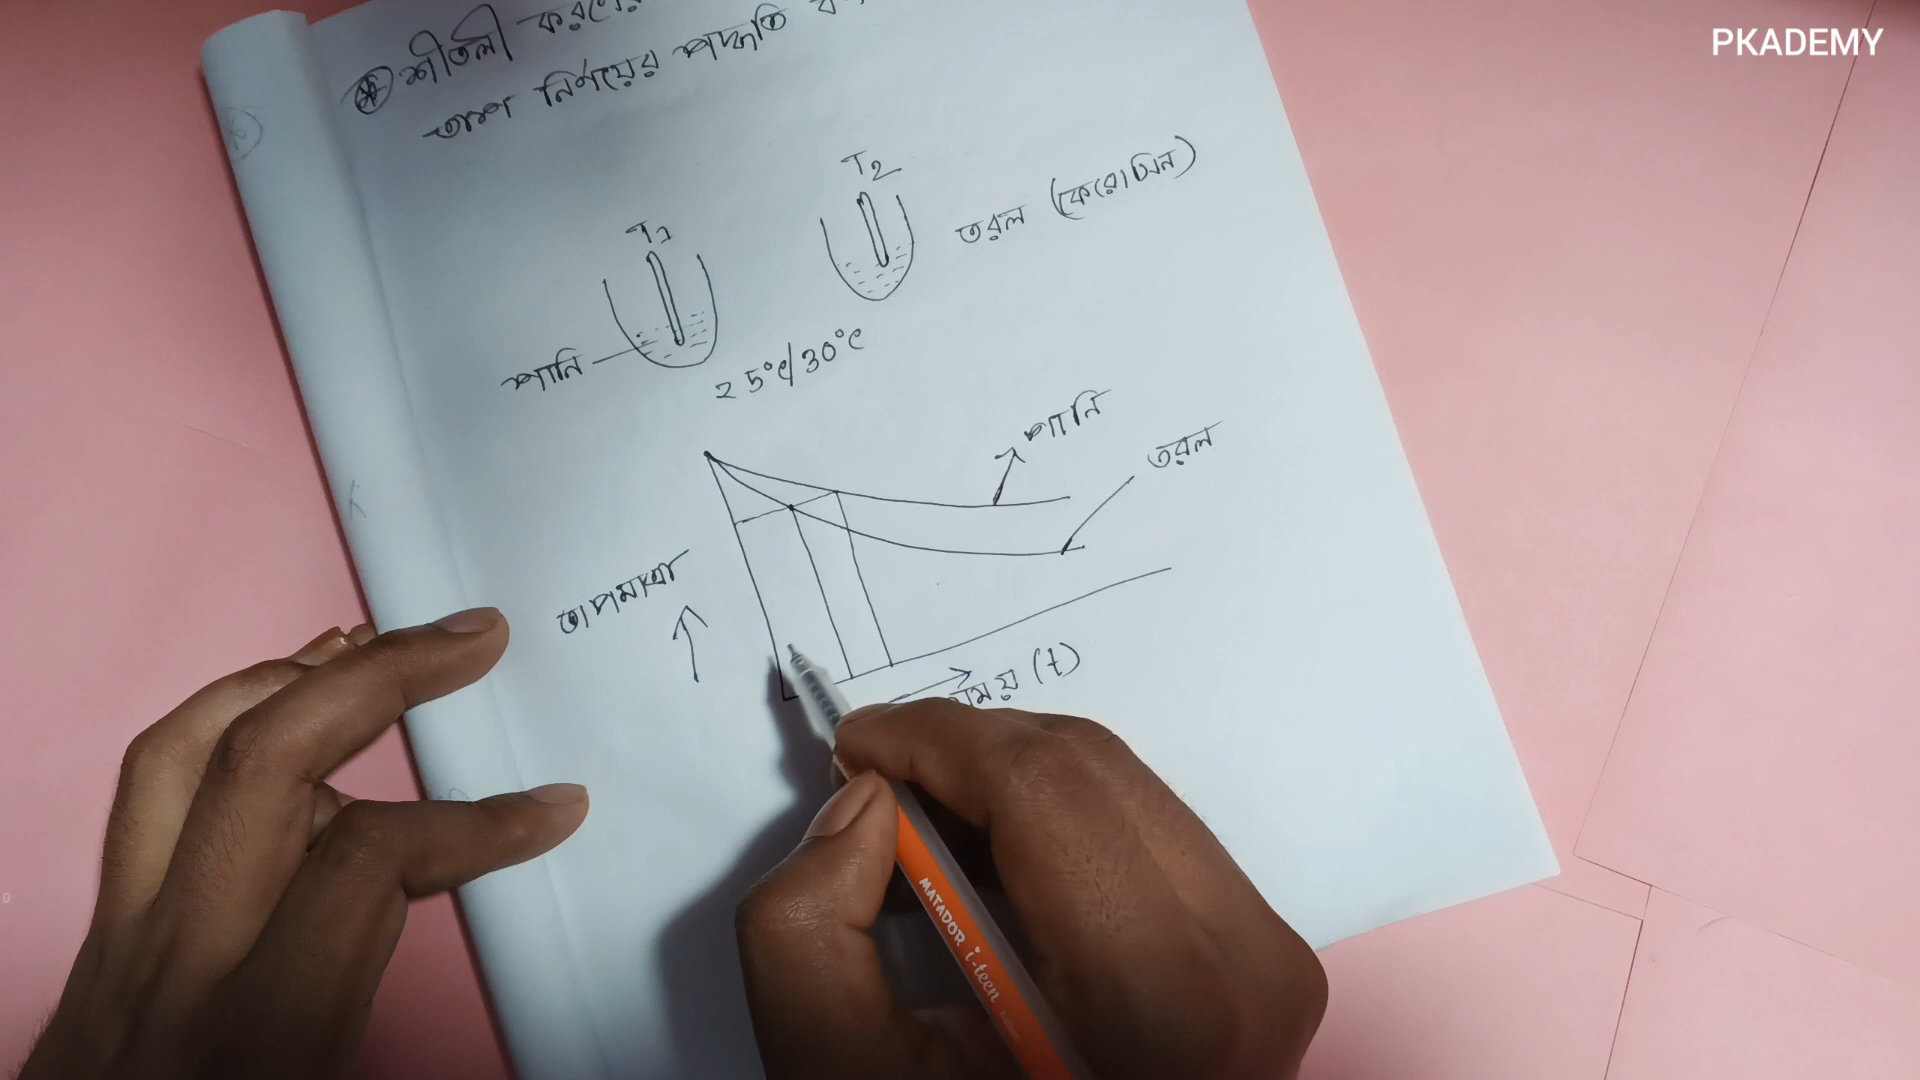 PKADEMY
শীতলী করণের
তাপ নির্ণয়ের পদ্ধতি
T2
তরল (কেরোসিন)
T1
পানি
25°c/30°c
পানি
তরল
তাপমাত্রা
সময় (t)
MATADOR i-teen